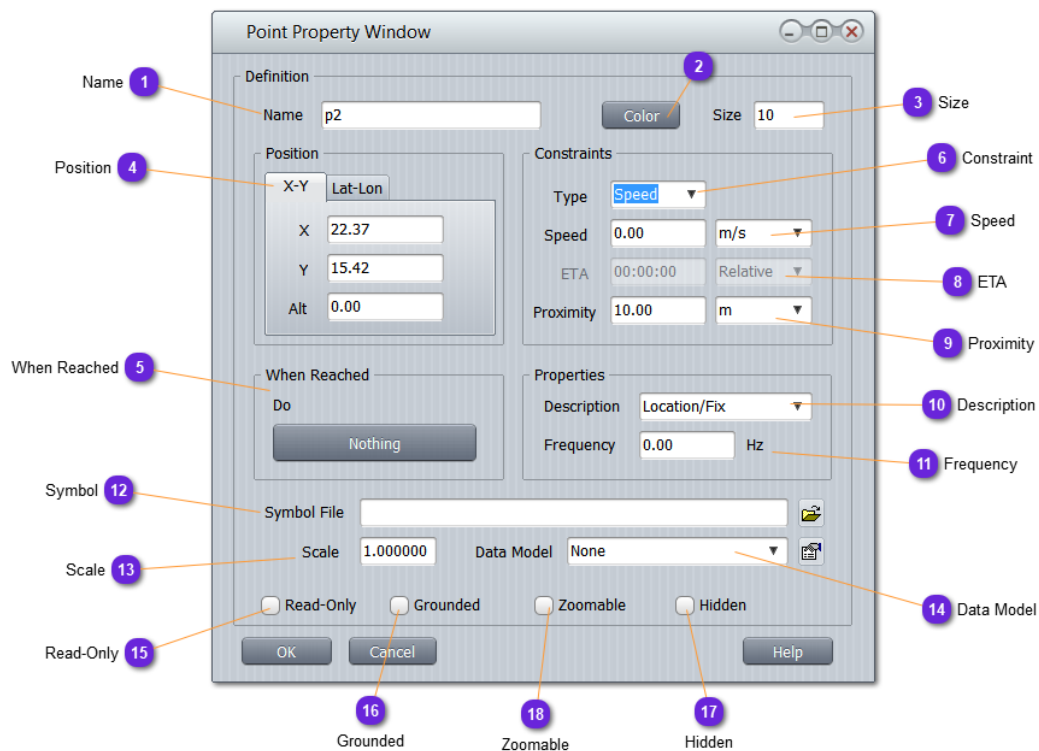 Point Property Window
Definition
Name 1
2
Name p2 Color Size 10
3 Size
Position 4
Position
X-Y Lat-Lon
X 22.37
Y 15.42
Alt 0.00
Constraints
Type Speed
6 Constraint
Speed 0.00 m/s
7 Speed
ETA 00:00:00 Relative
8 ETA
Proximity 10.00 m
9 Proximity
When Reached 5
When Reached
Do
Nothing
Properties
Description Location/Fix
10 Description
Frequency 0.00 Hz
11 Frequency
Symbol 12
Symbol File
Scale 13
Scale 1.000000 Data Model None
14 Data Model
Read-Only Grounded Zoomable Hidden
Read-Only 15
OK Cancel Help
16
Grounded
18
Zoomable
17
Hidden